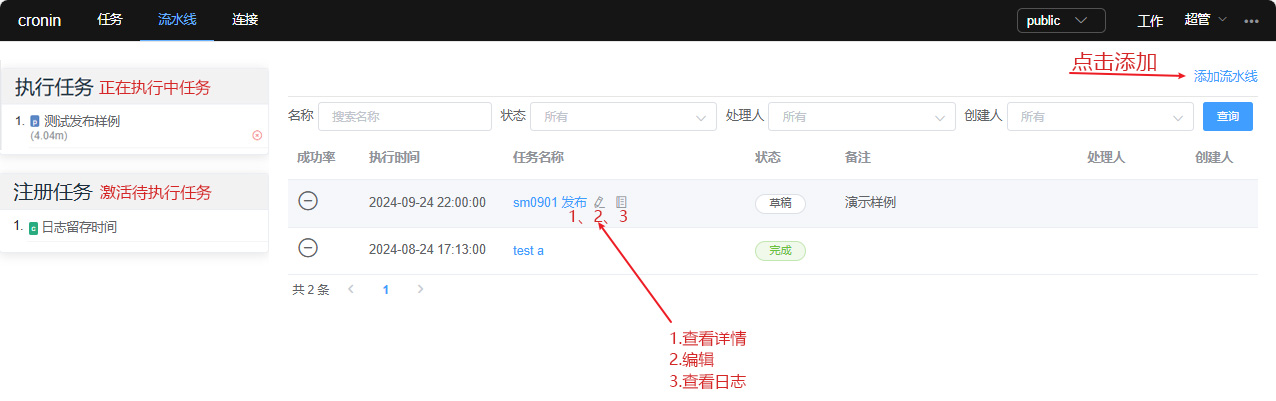 cronin 任务 流水线 连接 public 工作 超管
点击添加
添加流水线
执行任务 正在执行中任务
1. p 测试发布样例
(4.04m)
注册任务 激活待执行任务
1. c 日志留存时间
名称 搜索名称 状态 所有 处理人 所有 创建人 所有 查询
成功率 执行时间 任务名称 状态 备注 处理人 创建人
2024-09-24 22:00:00 sm0901 发布 草稿 演示样例
1、2、3
2024-08-24 17:13:00 test a 完成
共 2 条 1
1.查看详情
2.编辑
3.查看日志